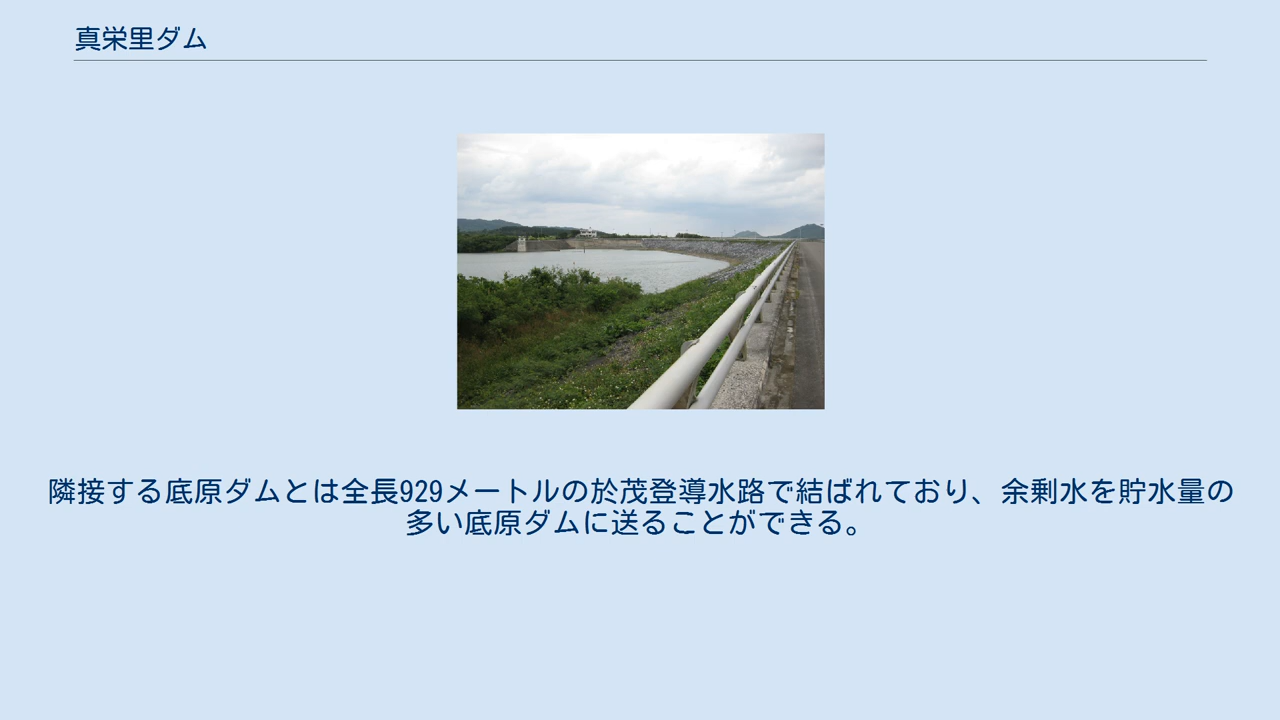 真栄里ダム
隣接する底原ダムとは全長929メートルの於茂登導水路で結ばれており、余剰水を貯水量の
多い底原ダムに送ることができる。